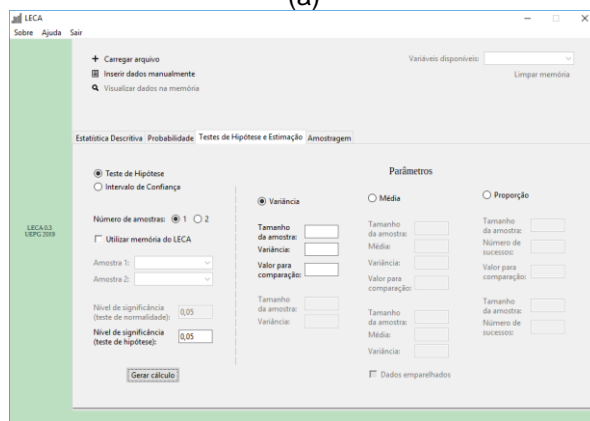 (a)
LECA
Sobre Ajuda Sair
Carregar arquivo
Inserir dados manualmente
Visualizar dados na memória
Variáveis disponíveis:
Limpar memória
Estatística Descritiva Probabilidade Testes de Hipótese e Estimação Amostragem
LECA 0.3
UEPG 2019
Teste de Hipótese
Intervalo de Confiança
Número de amostras: 1 2
Utilizar memória do LECA
Amostra 1:
Amostra 2:
Nível de significância
(teste de normalidade): 0,05
Nível de significância
(teste de hipótese): 0,05
Gerar cálculo
Parâmetros
Variância
Tamanho
da amostra:
Variância:
Valor para
comparação:
Tamanho
da amostra:
Variância:
Média
Tamanho
da amostra:
Média:
Variância:
Valor para
comparação:
Tamanho
da amostra:
Média:
Variância:
Dados emparelhados
Proporção
Tamanho
da amostra:
Número de
sucessos:
Valor para
comparação:
Tamanho
da amostra:
Número de
sucessos: